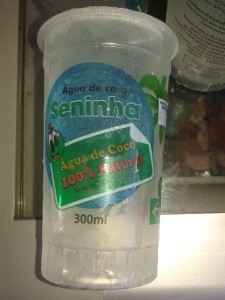 Água de coco
seninha
Água de Coco
100% Natural
300ml